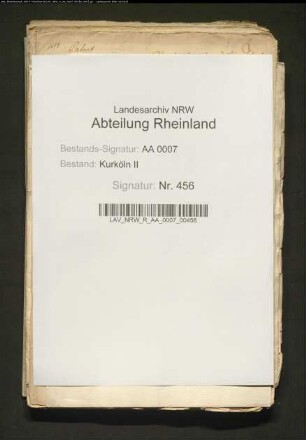 Landesarchiv NRW
Abteilung Rheinland
Bestands-Signatur: AA 0007
Bestand: Kurköln II
Signatur: Nr. 456
LAV_NRW_R_AA_0007_00456